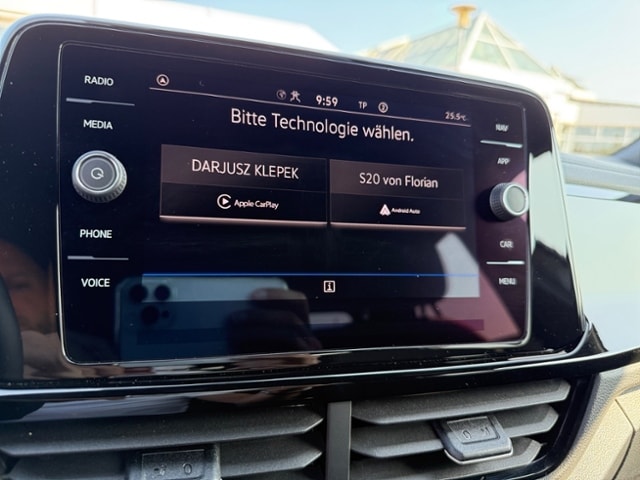 RADIO
MEDIA
PHONE
VOICE
9:59 TP 2 25.5°C
Bitte Technologie wählen.
DARJUSZ KLEPEK
Apple CarPlay
S20 von Florian
Android Auto
i
NAV
APP
CAR
MENU